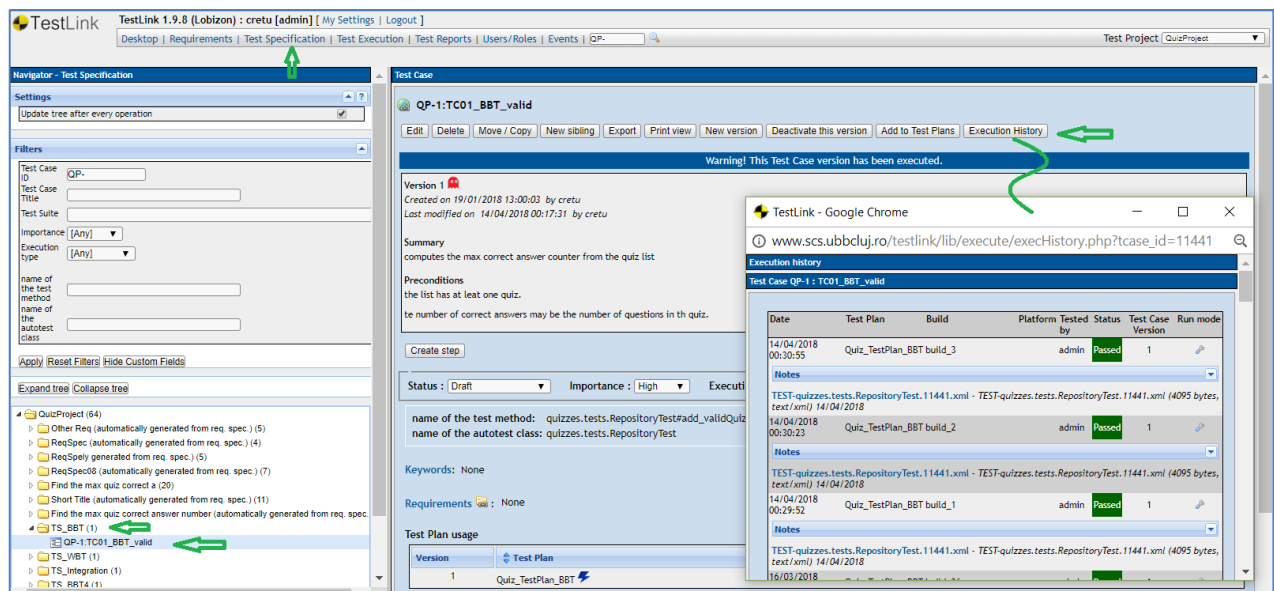 TestLink
TestLink 1.9.8 (Lobizon) : cretu [admin] [ My Settings | Logout ]
Desktop | Requirements | Test Specification | Test Execution | Test Reports | Users/Roles | Events | QP-
Test Project QuizProject
Navigator - Test Specification
Settings
?
Update tree after every operation
Filters
Test Case
ID
QP-
Test Case
Title
Test Suite
Importance [Any]
Execution
type [Any]
name of
the test
method
name of
the
autotest
class
Apply Reset Filters Hide Custom Fields
Expand tree Collapse tree
QuizProject (64)
Other Req (automatically generated from req. spec.) (5)
ReqSpec (automatically generated from req. spec.) (4)
ReqSpely (automatically generated from req. spec.) (5)
ReqSpec08 (automatically generated from req. spec.) (7)
Find the max quiz correct a (20)
Short Title (automatically generated from req. spec.) (11)
Find the max quiz correct answer number (automatically generated from req. spec.
TS_BBT (1)
QP-1:TC01_BBT_valid
TS_WBT (1)
TS_Integration (1)
TS_BBT4 (1)
Test Case
QP-1:TC01_BBT_valid
Edit Delete Move / Copy New sibling Export Print view New version Deactivate this version Add to Test Plans Execution History
Warning! This Test Case version has been executed.
Version 1
Created on 19/01/2018 13:00:03 by cretu
Last modified on 14/04/2018 00:17:31 by cretu
Summary
computes the max correct answer counter from the quiz list
Preconditions
the list has at leat one quiz.
te number of correct answers may be the number of questions in th quiz.
Create step
Status : Draft Importance : High Executi
name of the test method: quizzes.tests.RepositoryTest#add_validQuiz
name of the autotest class: quizzes.tests.RepositoryTest
Keywords: None
Requirements : None
Test Plan usage
Version Test Plan
1 Quiz_TestPlan_BBT
TestLink - Google Chrome
www.scs.ubbcluj.ro/testlink/lib/execute/execHistory.php?tcase_id=11441
Execution history
Test Case QP-1 : TC01_BBT_valid
Date Test Plan Build Platform Tested by Status Test Case Version Run mode
14/04/2018
00:30:55 Quiz_TestPlan_BBT build_3 admin Passed 1
Notes
TEST-quizzes.tests.RepositoryTest.11441.xml - TEST-quizzes.tests.RepositoryTest.11441.xml (4095 bytes,
text/xml) 14/04/2018
14/04/2018
00:30:23 Quiz_TestPlan_BBT build_2 admin Passed 1
Notes
TEST-quizzes.tests.RepositoryTest.11441.xml - TEST-quizzes.tests.RepositoryTest.11441.xml (4095 bytes,
text/xml) 14/04/2018
14/04/2018
00:29:52 Quiz_TestPlan_BBT build_1 admin Passed 1
Notes
TEST-quizzes.tests.RepositoryTest.11441.xml - TEST-quizzes.tests.RepositoryTest.11441.xml (4095 bytes,
text/xml) 14/04/2018
16/03/2018